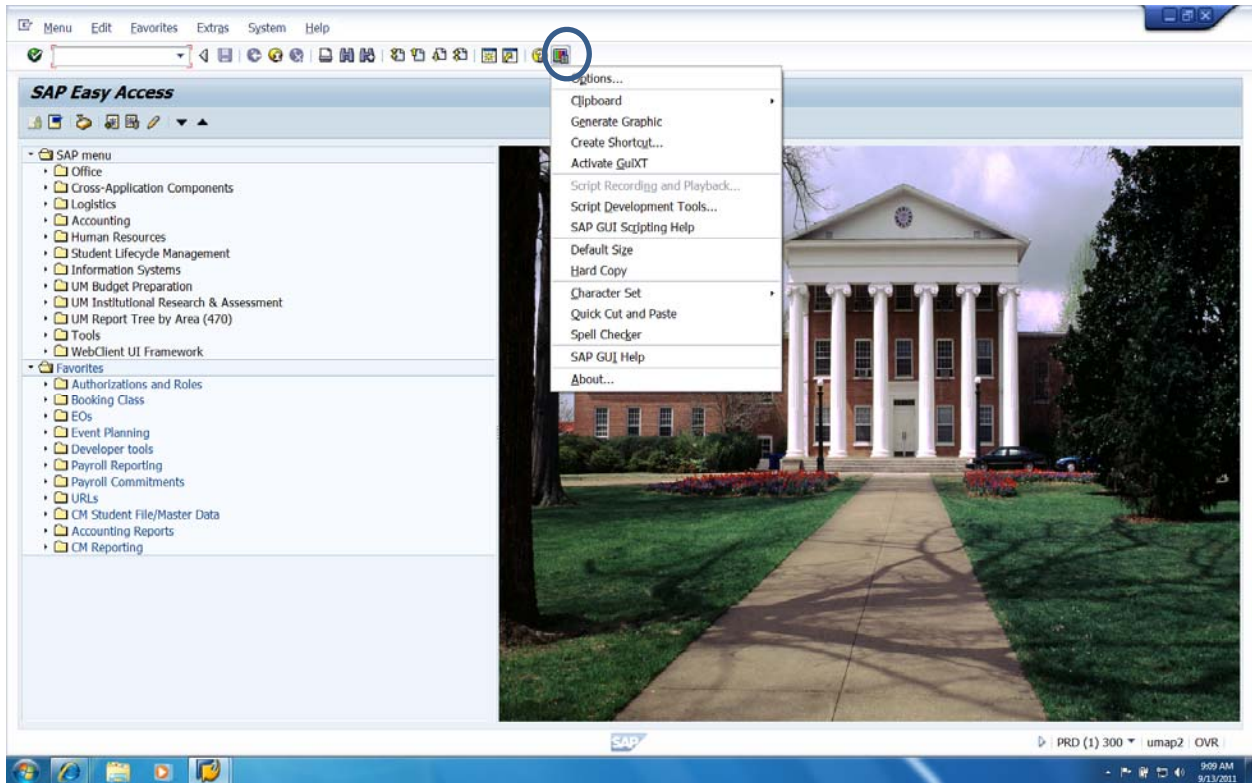 Menu Edit Favorites Extras System Help
SAP Easy Access
Options...
Clipboard
Generate Graphic
Create Shortcut...
Activate GuiXT
Script Recording and Playback...
Script Development Tools...
SAP GUI Scripting Help
Default Size
Hard Copy
Character Set
Quick Cut and Paste
Spell Checker
SAP GUI Help
About...
SAP menu
Office
Cross-Application Components
Logistics
Accounting
Human Resources
Student Lifecycle Management
Information Systems
UM Budget Preparation
UM Institutional Research & Assessment
UM Report Tree by Area (470)
Tools
WebClient UI Framework
Favorites
Authorizations and Roles
Booking Class
EOs
Event Planning
Developer tools
Payroll Reporting
Payroll Commitments
URLs
CM Student File/Master Data
Accounting Reports
CM Reporting
SAP
PRD (1) 300 umap2 OVR
9:09 AM
9/13/2011